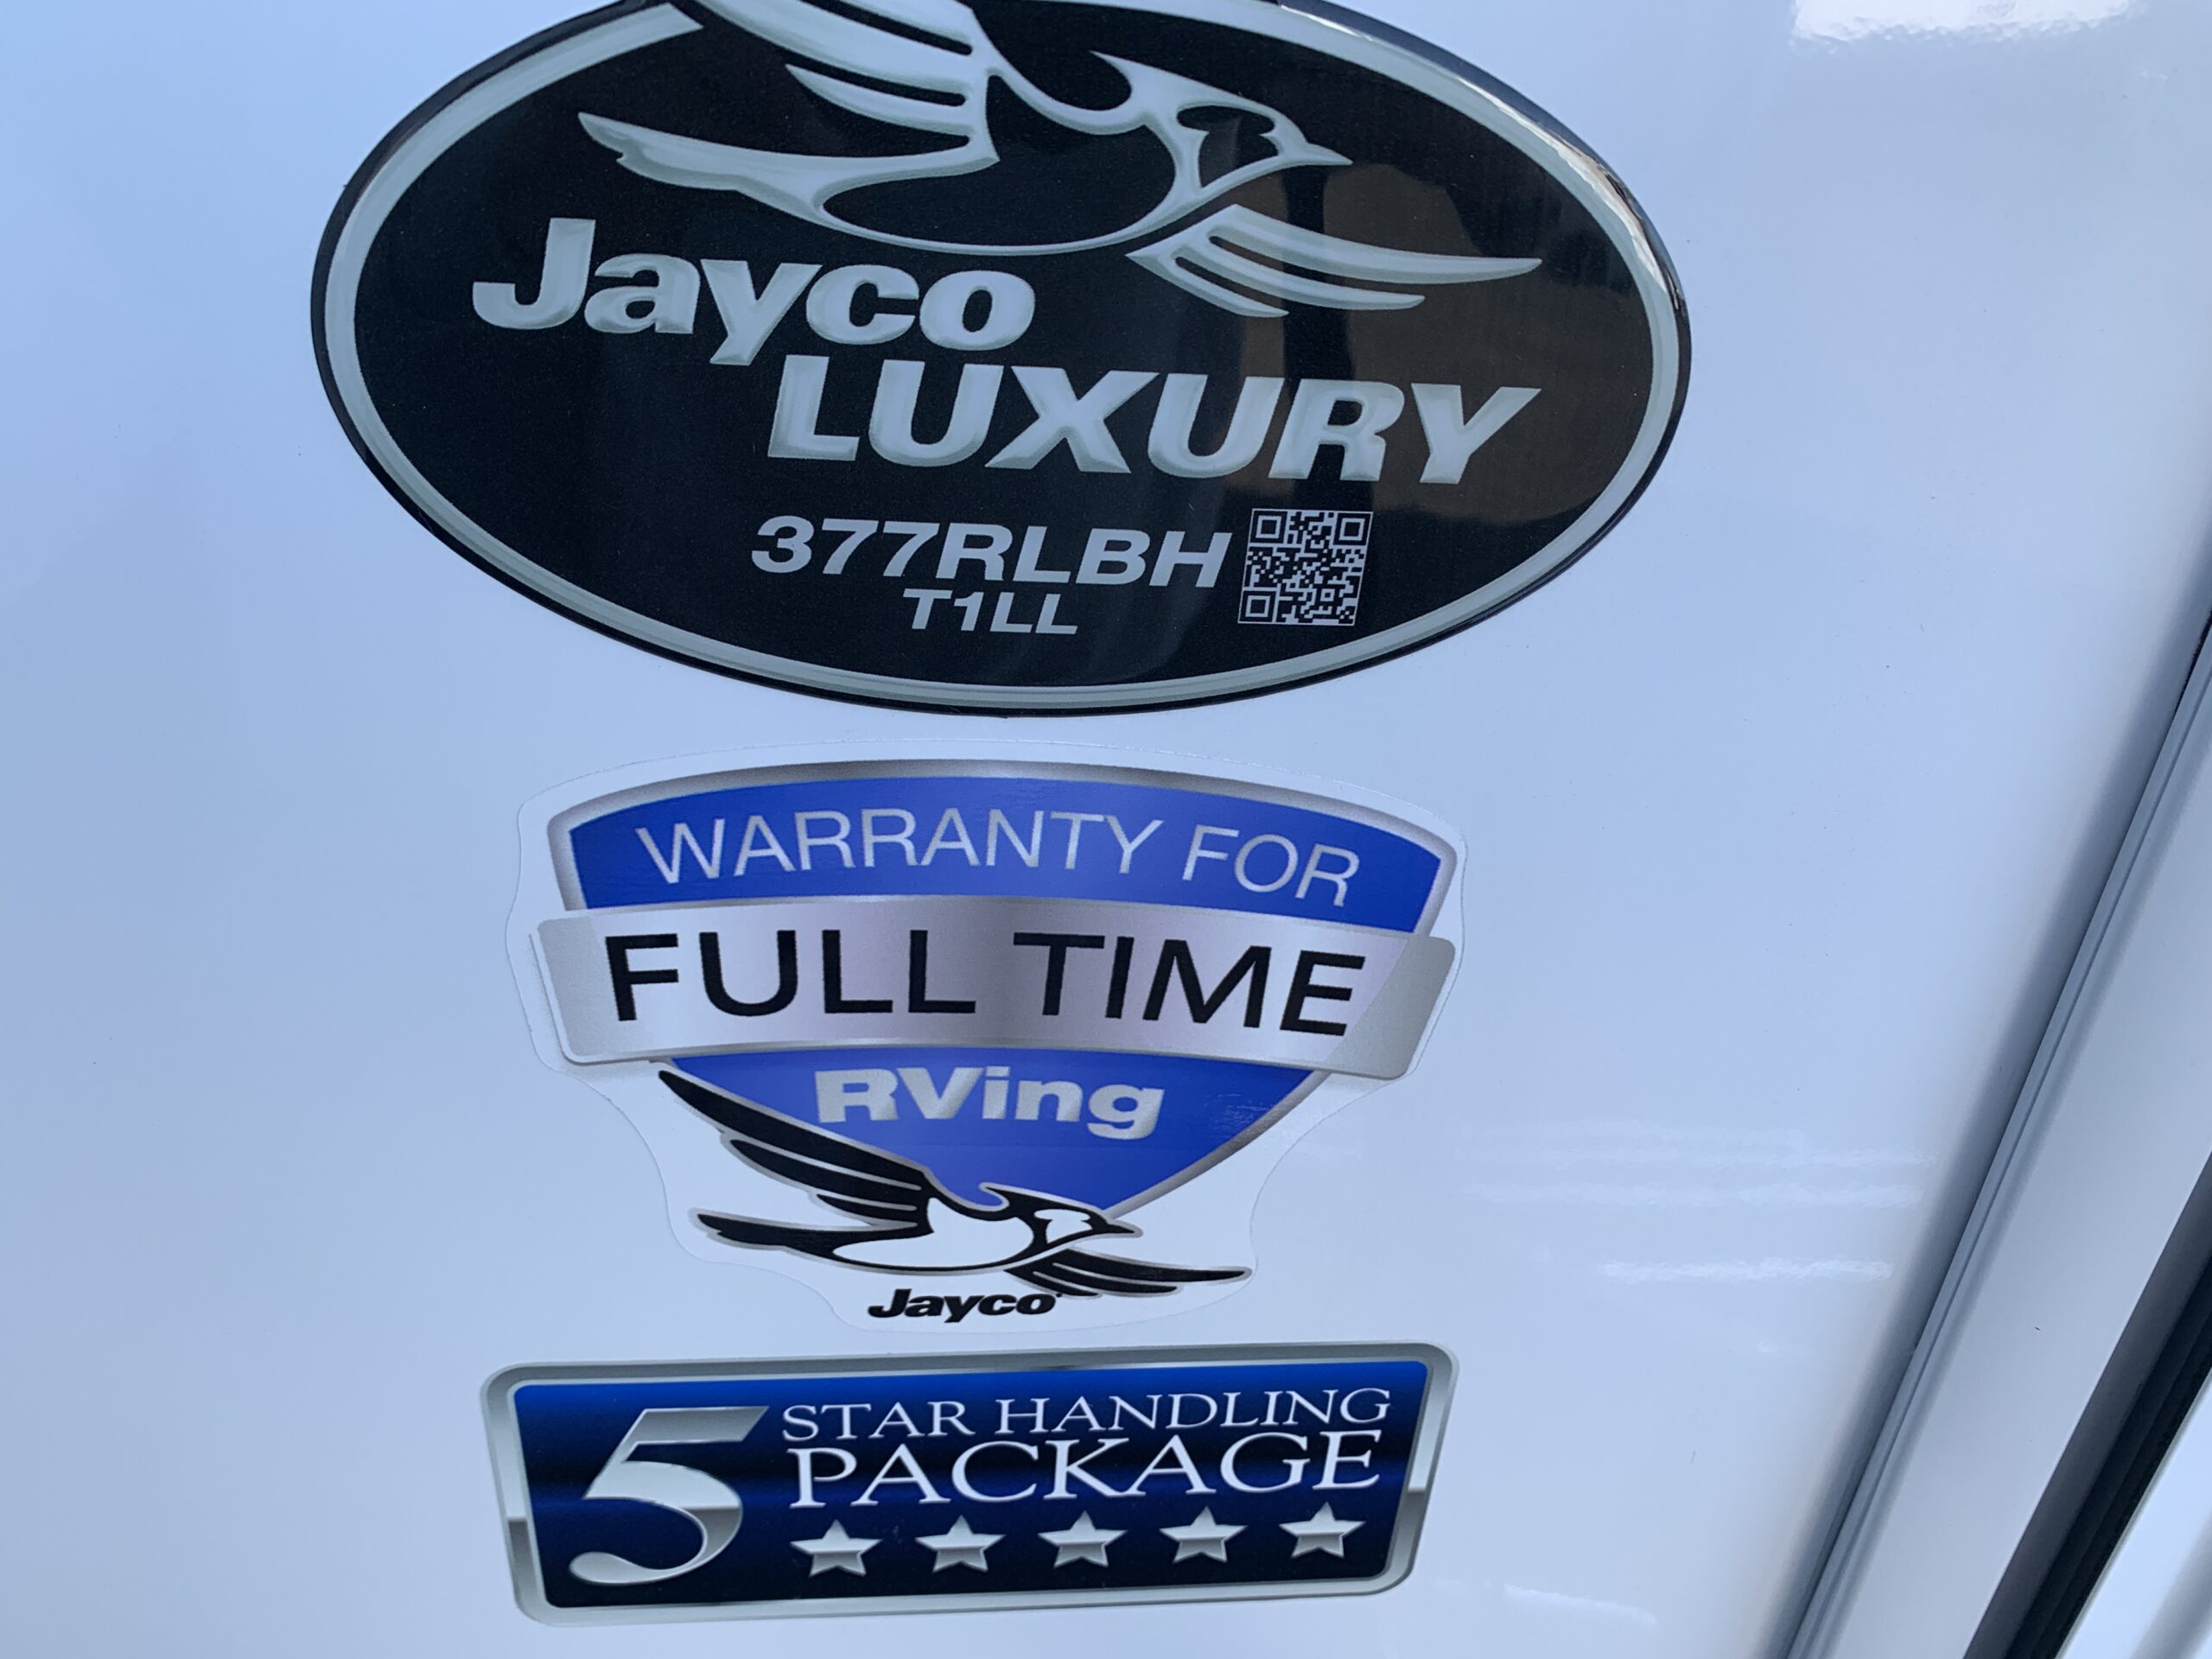 Jayco
LUXURY
377RLBH
T1LL
WARRANTY FOR
FULL TIME
RVing
Jayco
5 STAR HANDLING
PACKAGE